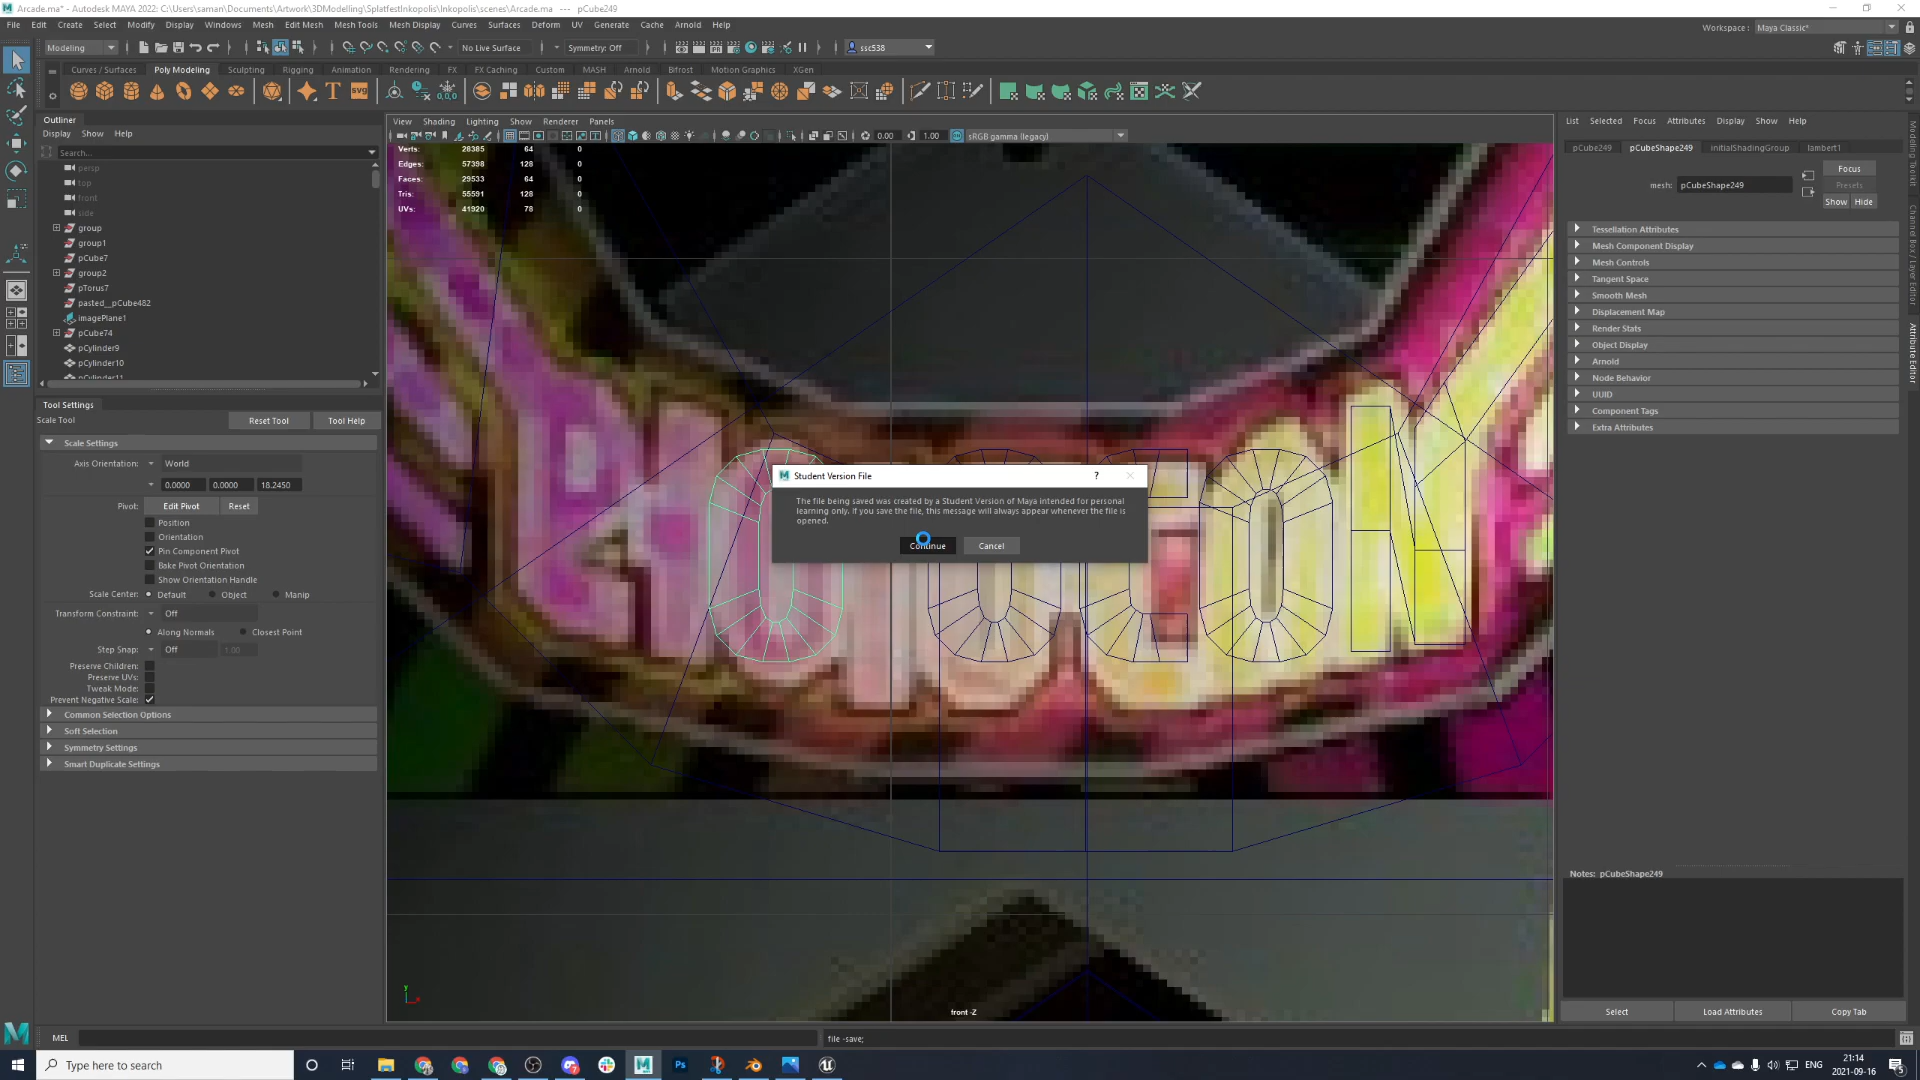 Arcade.ma* - Autodesk MAYA 2022: C:\Users\saman\Documents\Artwork\3DModelling\SplatfestInkopolis\Inkopolis\scenes\Arcade.ma --- pCube249
File Edit Create Select Modify Display Windows Mesh Edit Mesh Mesh Tools Mesh Display Curves Surfaces Deform UV Generate Cache Arnold Help
Workspace: Maya Classic*
Modeling No Live Surface Symmetry: Off ssc538
Curves / Surfaces Poly Modeling Sculpting Rigging Animation Rendering FX FX Caching Custom MASH Arnold Bifrost Motion Graphics XGen
Outliner
Display Show Help
Search...
persp
top
front
side
group
group1
pCube7
group2
pTorus7
pasted__pCube482
imagePlane1
pCube74
pCylinder9
pCylinder10
pCylinder11
Tool Settings
Scale Tool Reset Tool Tool Help
Scale Settings
Axis Orientation: World
0.0000 0.0000 18.2450
Pivot: Edit Pivot Reset
Position
Orientation
Pin Component Pivot
Bake Pivot Orientation
Show Orientation Handle
Scale Center: Default Object Manip
Transform Constraint: Off
Along Normals Closest Point
Step Snap: Off 1.00
Preserve Children:
Preserve UVs:
Tweak Mode:
Prevent Negative Scale:
Common Selection Options
Soft Selection
Symmetry Settings
Smart Duplicate Settings
View Shading Lighting Show Renderer Panels
0.00 1.00 sRGB gamma (legacy)
Verts: 28385 64 0
Edges: 57398 128 0
Faces: 29533 64 0
Tris: 55591 128 0
UVs: 41920 78 0
Student Version File ?
The file being saved was created by a Student Version of Maya intended for personal
learning only. If you save the file, this message will always appear whenever the file is
opened.
Continue Cancel
y
x
front -Z
List Selected Focus Attributes Display Show Help
pCube249 pCubeShape249 initialShadingGroup lambert1
Focus
mesh: pCubeShape249 Presets
Show Hide
Tessellation Attributes
Mesh Component Display
Mesh Controls
Tangent Space
Smooth Mesh
Displacement Map
Render Stats
Object Display
Arnold
Node Behavior
UUID
Component Tags
Extra Attributes
Notes: pCubeShape249
Select Load Attributes Copy Tab
Modeling Toolkit
Channel Box / Layer Editor
Attribute Editor
MEL file -save;
Type here to search
ENG
21:14
2021-09-16